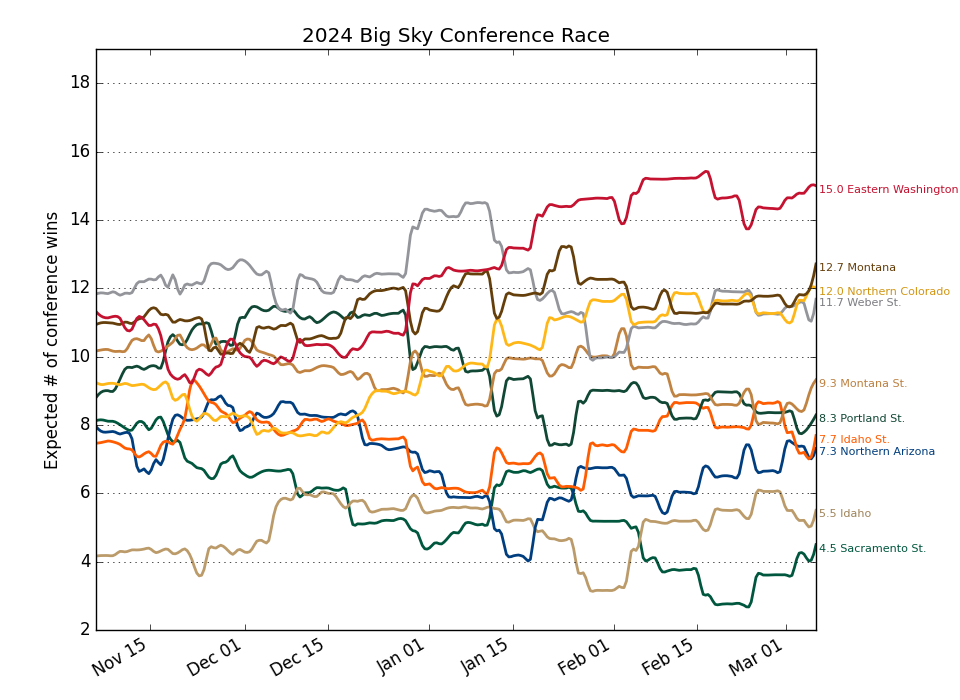 2024 Big Sky Conference Race
Expected # of conference wins
18
16
14
12
10
8
6
4
2
15.0 Eastern Washington
12.7 Montana
12.0 Northern Colorado
11.7 Weber St.
9.3 Montana St.
8.3 Portland St.
7.7 Idaho St.
7.3 Northern Arizona
5.5 Idaho
4.5 Sacramento St.
Nov 15
Dec 01
Dec 15
Jan 01
Jan 15
Feb 01
Feb 15
Mar 01